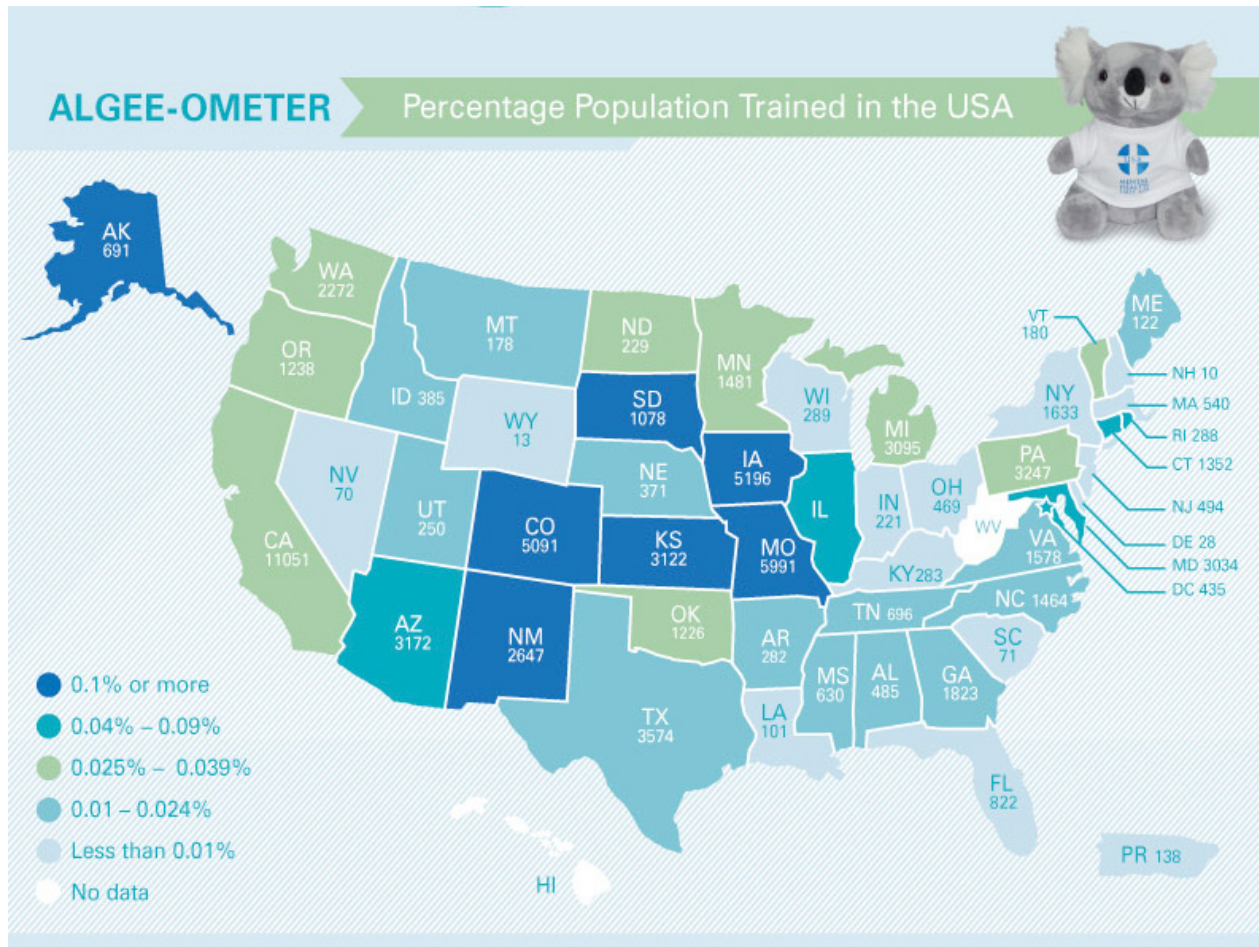 ALGEE-OMETER
Percentage Population Trained in the USA
USA
MENTAL
HEALTH
FIRST AID
AK
691
WA
2272
OR
1238
CA
11051
NV
70
ID 385
MT
178
WY
13
UT
250
AZ
3172
CO
5091
NM
2647
ND
229
SD
1078
NE
371
KS
3122
OK
1226
TX
3574
MN
1481
IA
5196
MO
5991
AR
282
LA
101
WI
289
IL
MI
3095
IN
221
OH
469
KY283
TN 696
MS
630
AL
485
GA
1823
FL
822
SC
71
NC 1464
VA
1578
WV
PA
3247
NY
1633
VT
180
ME
122
NH 10
MA 540
RI 288
CT 1352
NJ 494
DE 28
MD 3034
DC 435
HI
PR 138
0.1% or more
0.04% – 0.09%
0.025% – 0.039%
0.01 – 0.024%
Less than 0.01%
No data